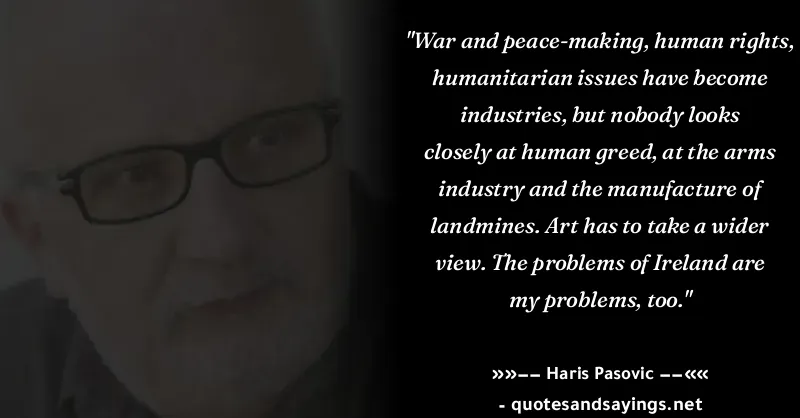 "War and peace-making, human rights,
humanitarian issues have become
industries, but nobody looks
closely at human greed, at the arms
industry and the manufacture of
landmines. Art has to take a wider
view. The problems of Ireland are
my problems, too."
»»−− Haris Pasovic −−««
- quotesandsayings.net